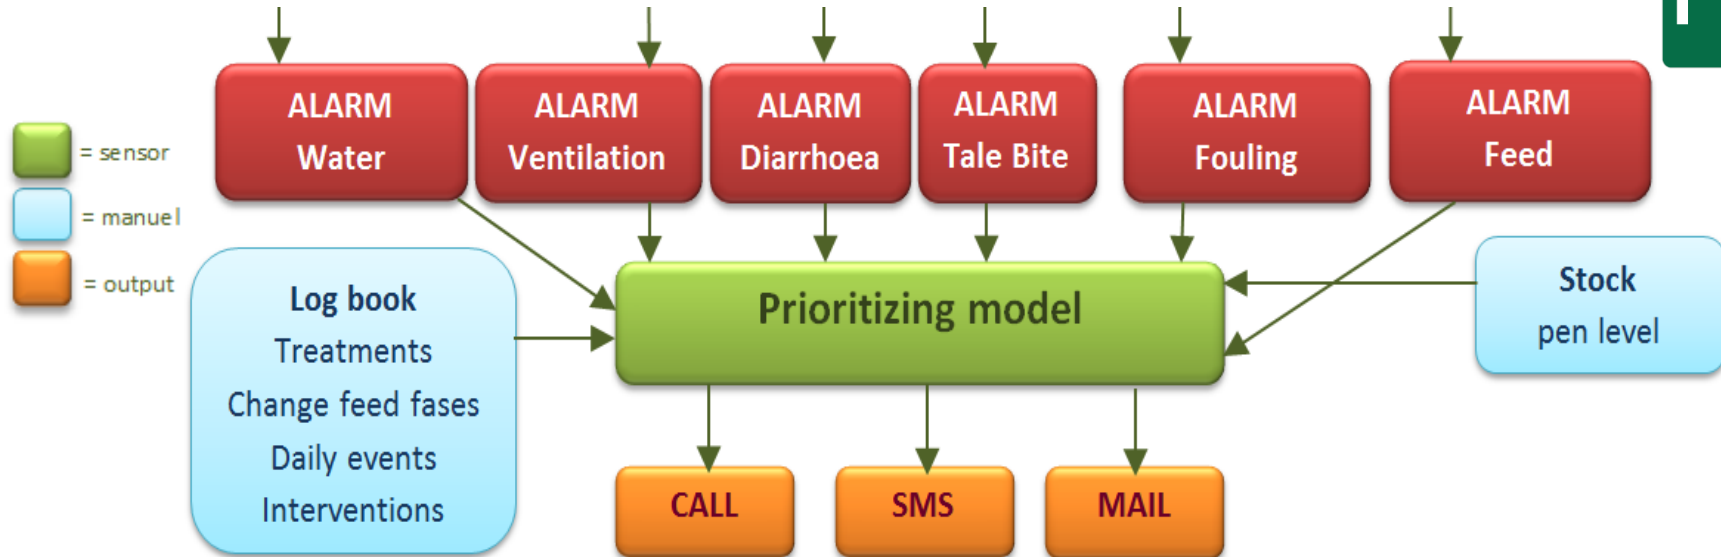 ALARM
Water
ALARM
Ventilation
ALARM
Diarrhoea
ALARM
Tale Bite
ALARM
Fouling
ALARM
Feed
= sensor
= manuel
= output
Log book
Treatments
Change feed fases
Daily events
Interventions
Prioritizing model
Stock
pen level
CALL
SMS
MAIL